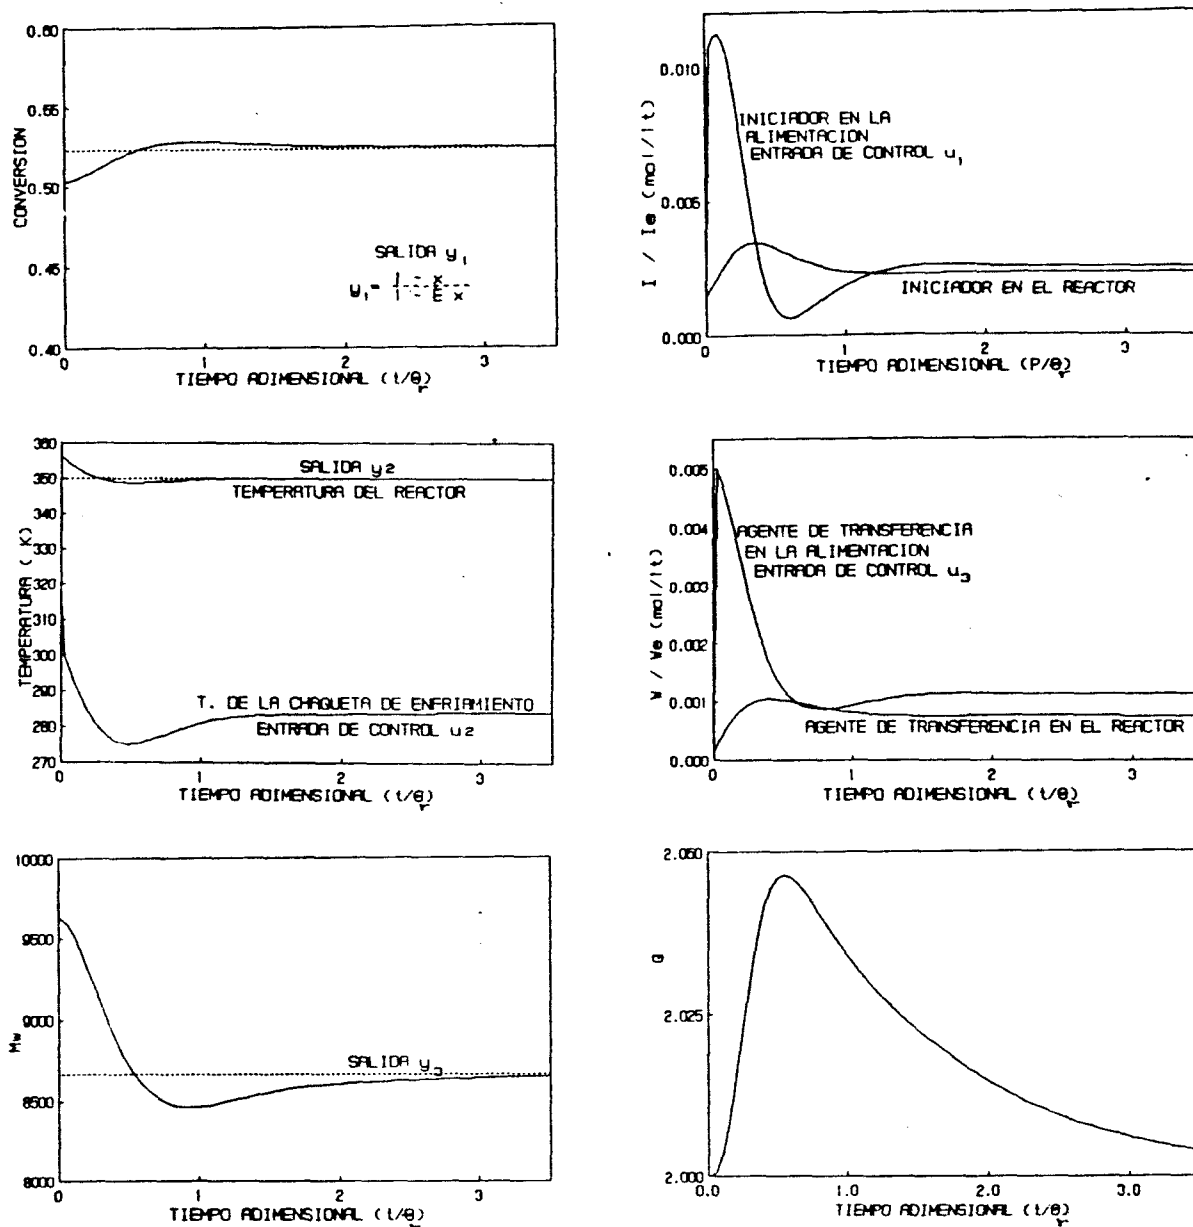 0.60
0.55
0.50
0.45
0.40
CONVERSION
SALIDA y₁
y₁ = (1 - x) / (1 - E x)
0 1 2 3
TIEMPO ADIMENSIONAL (t/θr)
0.010
0.005
0.000
I / Ie (mol/lt)
INICIADOR EN LA
ALIMENTACION
ENTRADA DE CONTROL u₁
INICIADOR EN EL REACTOR
0 1 2 3
TIEMPO ADIMENSIONAL (P/θr)
360
350
340
330
320
310
300
290
280
270
TEMPERATURA ( K)
SALIDA y2
TEMPERATURA DEL REACTOR
T. DE LA CHAQUETA DE ENFRIAMIENTO
ENTRADA DE CONTROL u2
0 1 2 3
TIEMPO ADIMENSIONAL (t/θr)
0.005
0.004
0.003
0.002
0.001
0.000
W / We (mol/lt)
AGENTE DE TRANSFERENCIA
EN LA ALIMENTACION
ENTRADA DE CONTROL u₃
AGENTE DE TRANSFERENCIA EN EL REACTOR
0 1 2 3
TIEMPO ADIMENSIONAL (t/θr)
10000
9500
9000
8500
8000
Mw
SALIDA y₃
0 1 2 3
TIEMPO ADIMENSIONAL (t/θr)
2.050
2.025
2.000
Q
0.0 1.0 2.0 3.0
TIEMPO ADIMENSIONAL (t/θr)